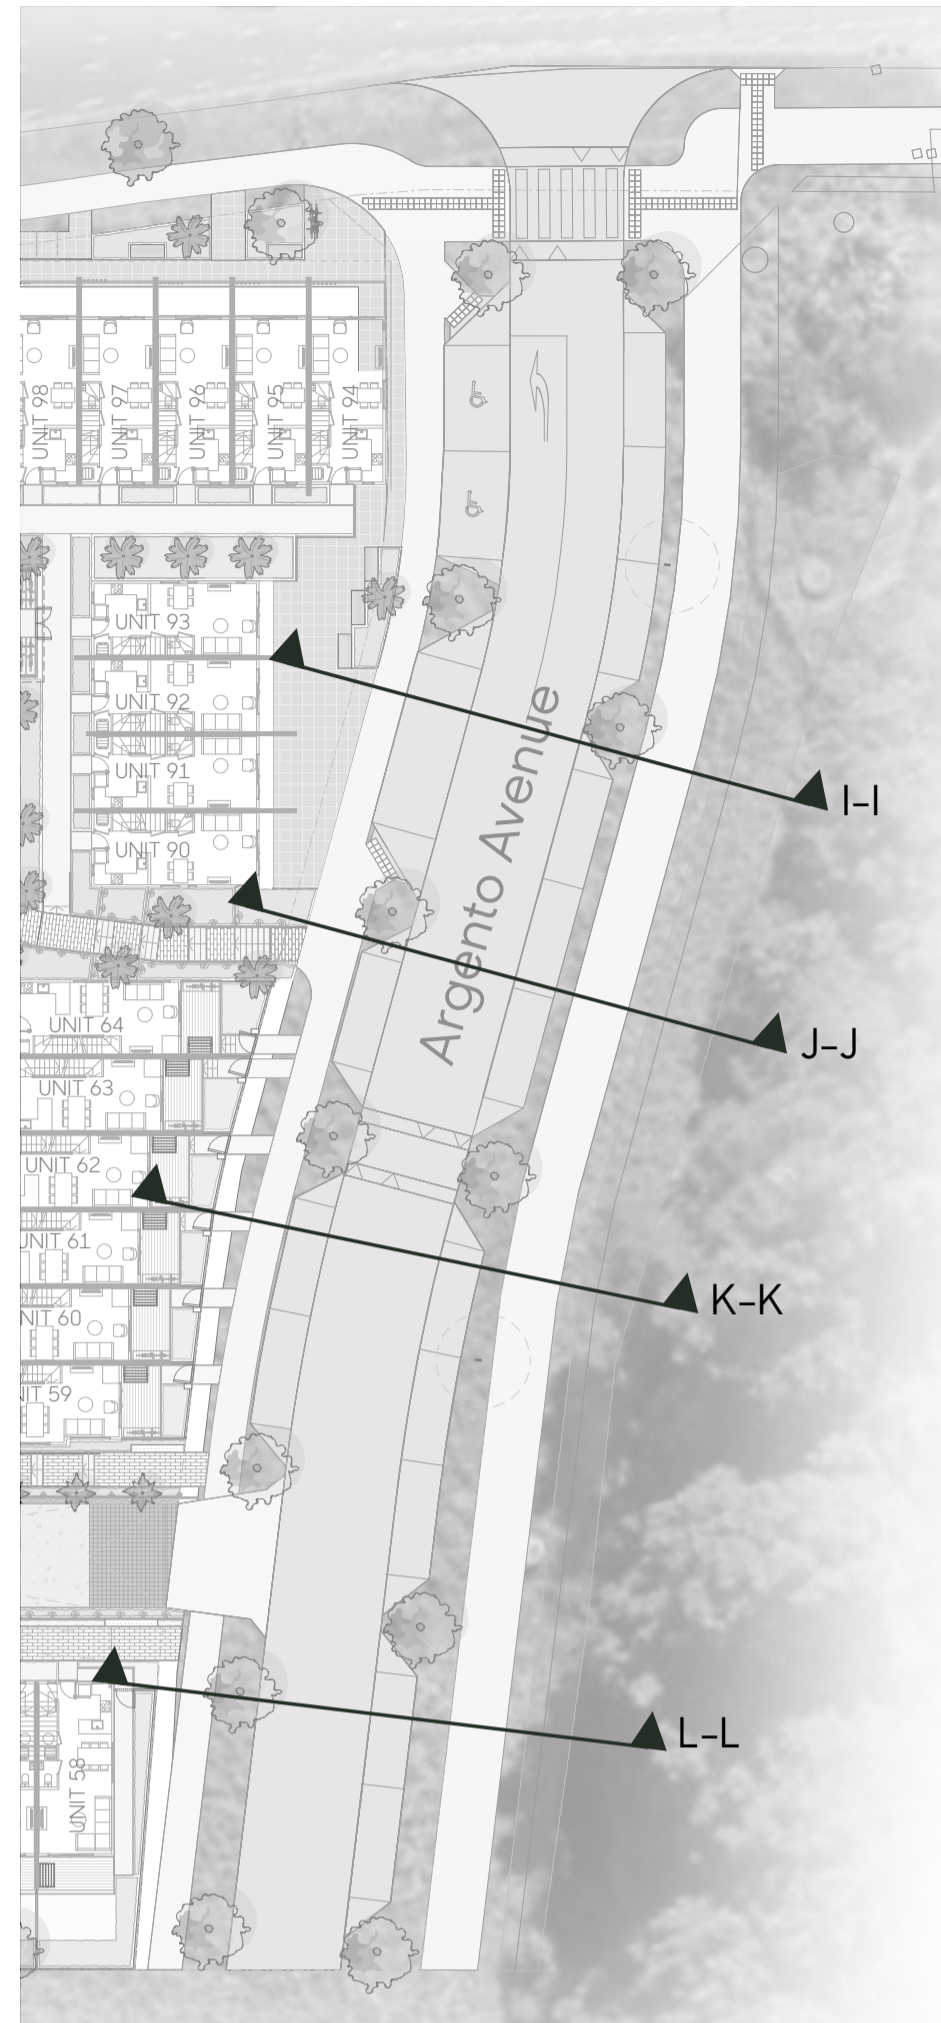 UNIT 98
UNIT 97
UNIT 96
UNIT 95
UNIT 94
UNIT 93
UNIT 92
UNIT 91
UNIT 90
Argento Avenue
I-I
J-J
UNIT 64
UNIT 63
UNIT 62
UNIT 61
K-K
NIT 60
NIT 59
L-L
UNIT 58